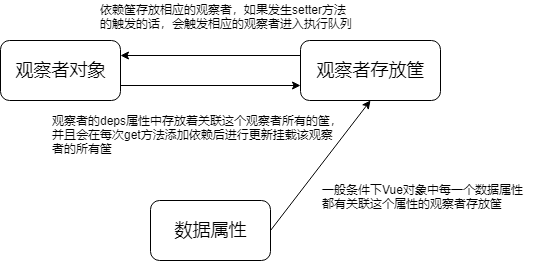 依赖筐存放相应的观察者，如果发生setter方法
的触发的话，会触发相应的观察者进入执行队列
观察者对象
观察者存放筐
观察者的deps属性中存放着关联这个观察者所有的筐，
并且会在每次get方法添加依赖后进行更新挂载该观察
者的所有筐
一般条件下Vue对象中每一个数据属性
都有关联这个属性的观察者存放筐
数据属性